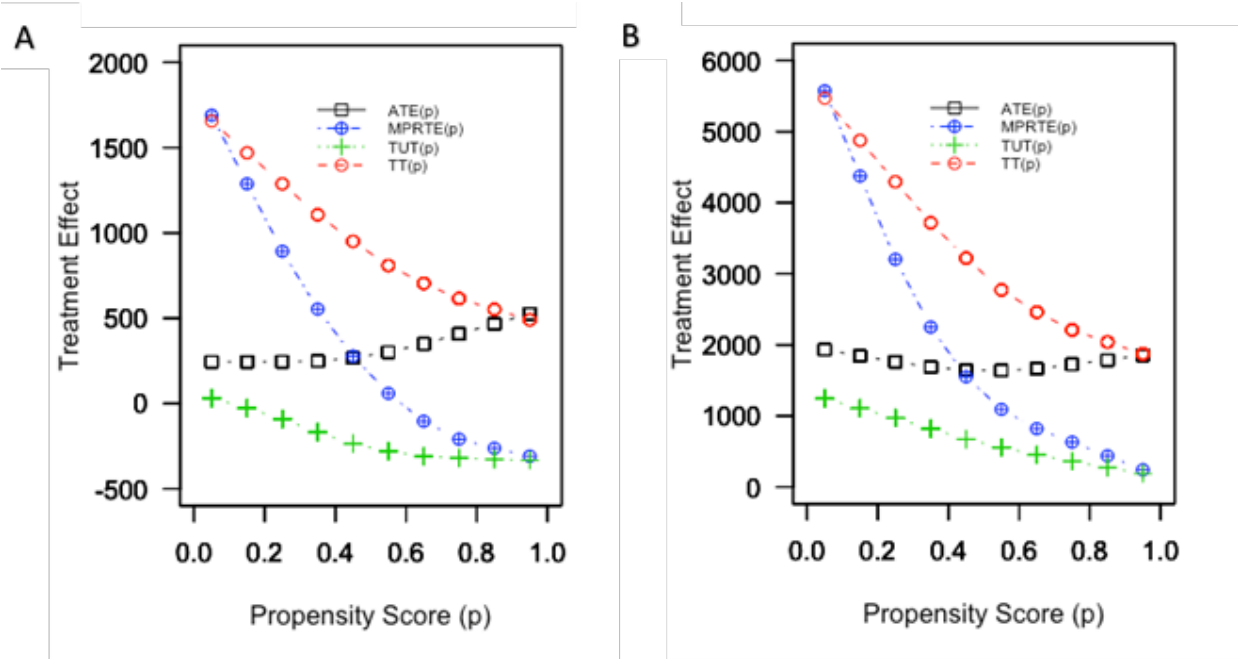 A
Treatment Effect
2000
1500
1000
500
0
-500
ATE(p)
MPRTE(p)
TUT(p)
TT(p)
0.0 0.2 0.4 0.6 0.8 1.0
Propensity Score (p)
B
Treatment Effect
6000
5000
4000
3000
2000
1000
0
ATE(p)
MPRTE(p)
TUT(p)
TT(p)
0.0 0.2 0.4 0.6 0.8 1.0
Propensity Score (p)